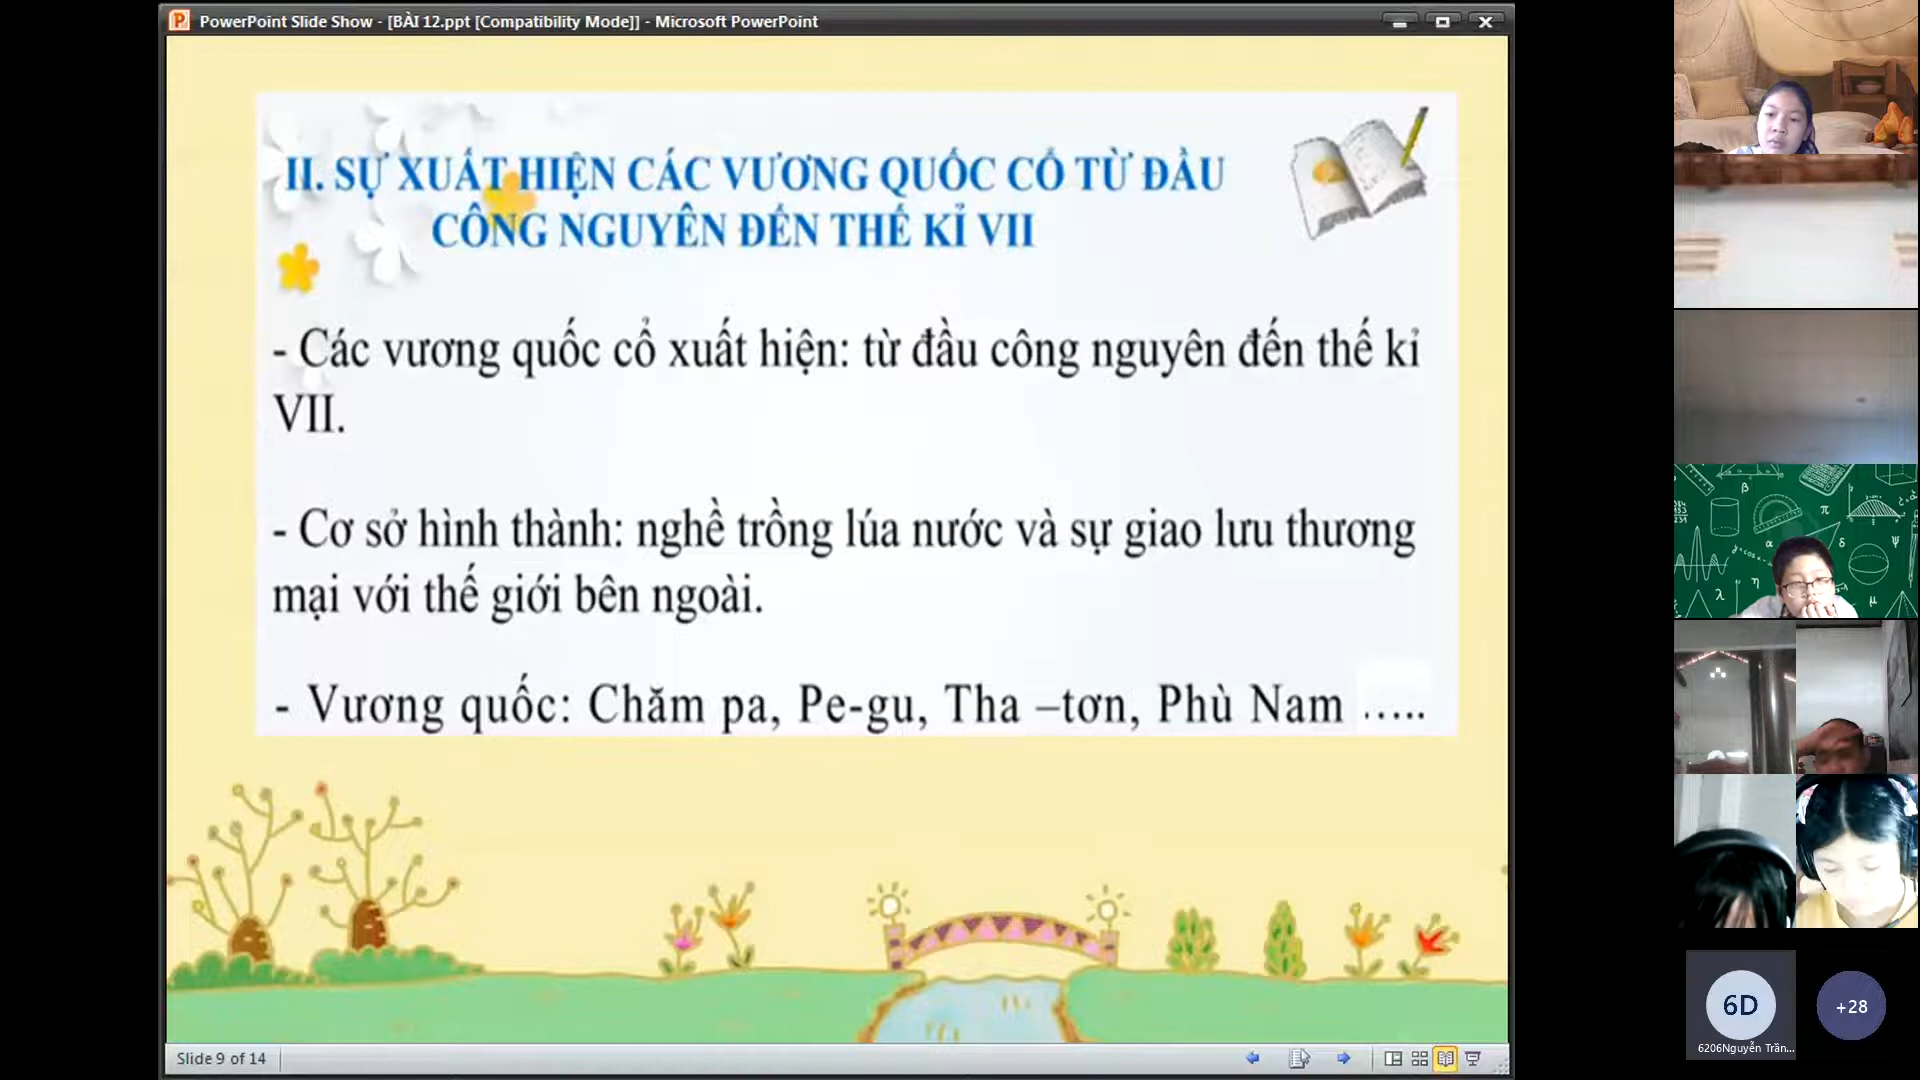 PowerPoint Slide Show - [BÀI 12.ppt [Compatibility Mode]] - Microsoft PowerPoint
II. SỰ XUẤT HIỆN CÁC VƯƠNG QUỐC CỔ TỪ ĐẦU
CÔNG NGUYÊN ĐẾN THẾ KỈ VII
- Các vương quốc cổ xuất hiện: từ đầu công nguyên đến thế kỉ
VII.
- Cơ sở hình thành: nghề trồng lúa nước và sự giao lưu thương
mại với thế giới bên ngoài.
- Vương quốc: Chăm pa, Pe-gu, Tha –tơn, Phù Nam .....
Slide 9 of 14
6D
6206Nguyễn Trần...
+28